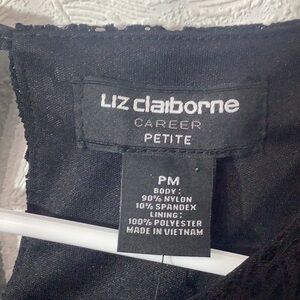 Liz claiborne
CAREER
PETITE
PM
BODY:
90% NYLON
10% SPANDEX
LINING:
100% POLYESTER
MADE IN VIETNAM